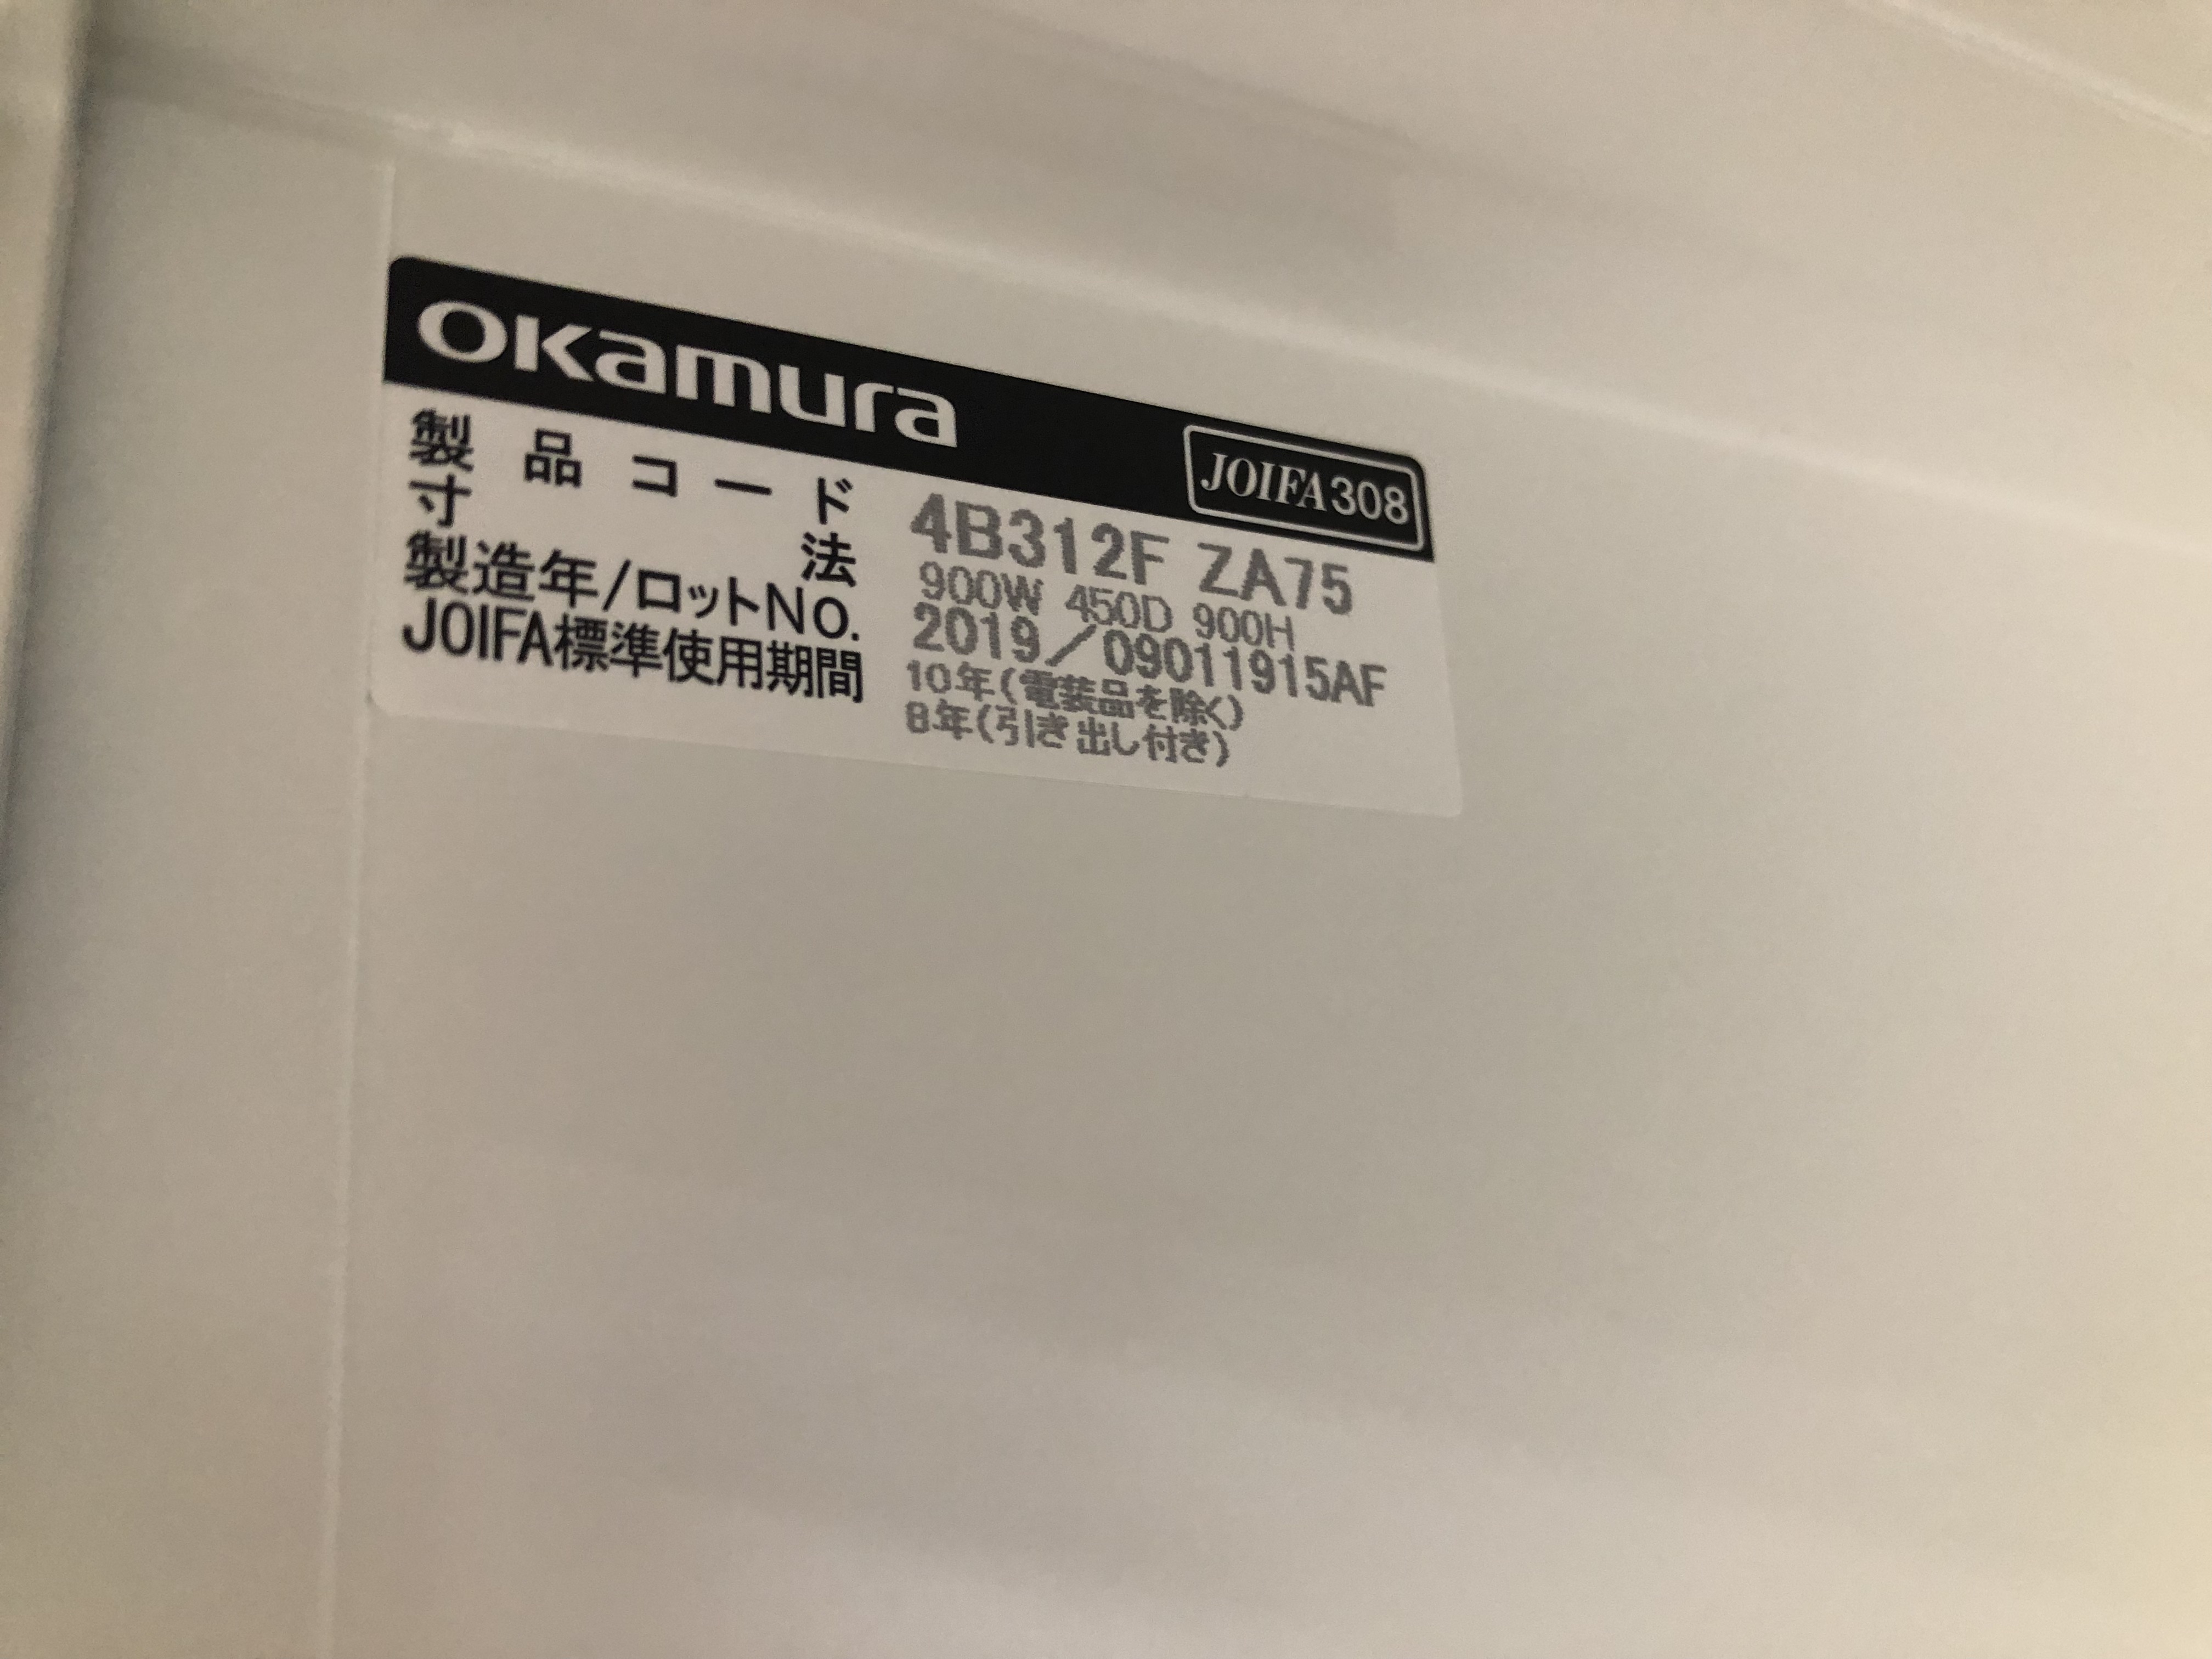 OKamura
JOIFA308
製品コード 4B312F ZA75
寸法 900W 450D 900H
製造年/ロットNo. 2019/09011915AF
JOIFA標準使用期間 10年(電装品を除く)
8年(引き出し付き)